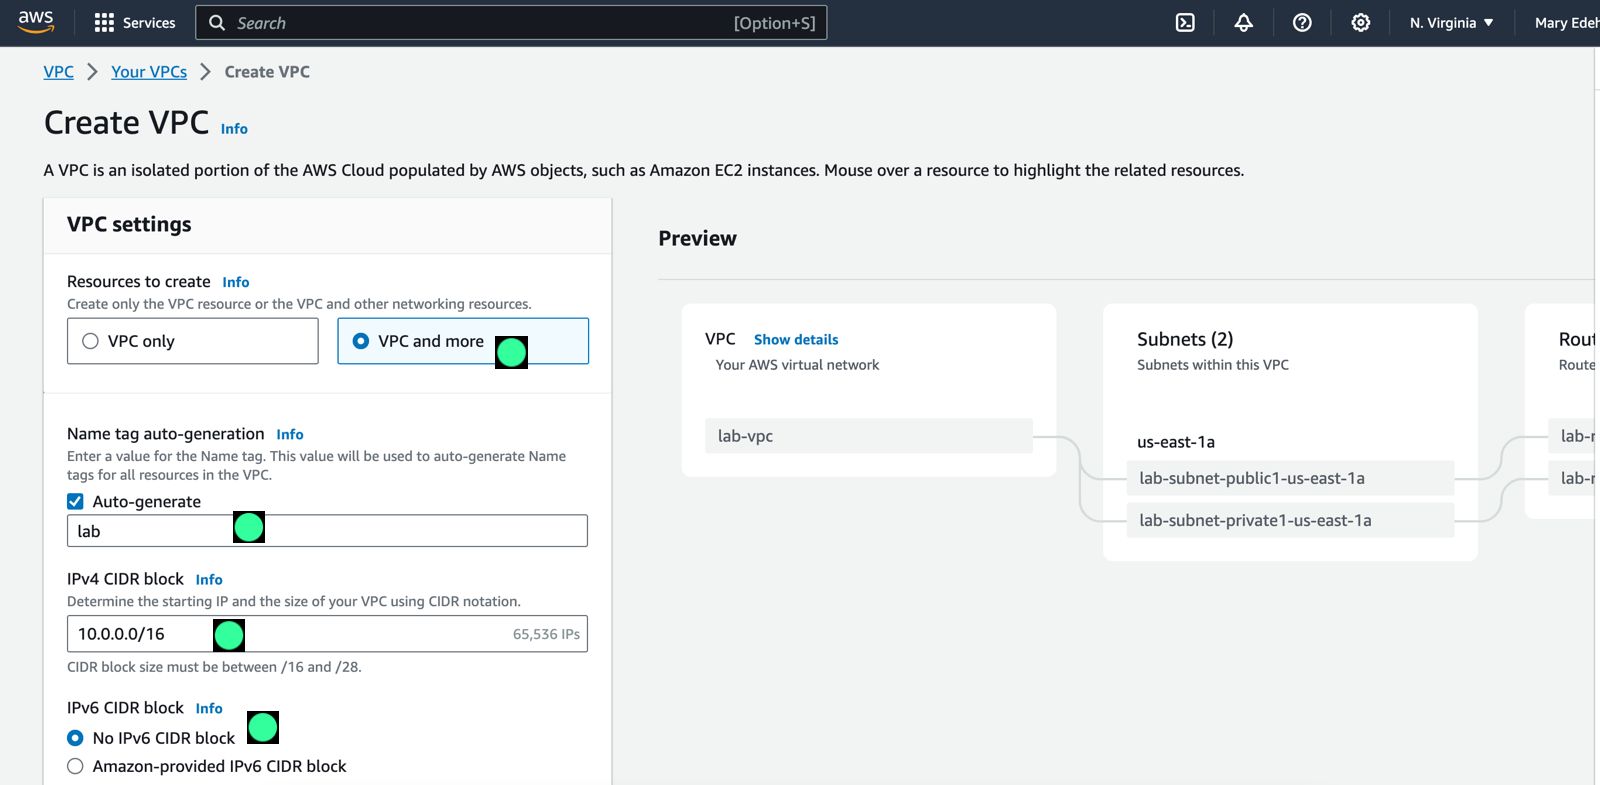 aws
Services
Search
[Option+S]
N. Virginia
Mary Edeh
VPC
Your VPCs
Create VPC
Create VPC
Info
A VPC is an isolated portion of the AWS Cloud populated by AWS objects, such as Amazon EC2 instances. Mouse over a resource to highlight the related resources.
VPC settings
Resources to create Info
Create only the VPC resource or the VPC and other networking resources.
VPC only
VPC and more
Name tag auto-generation Info
Enter a value for the Name tag. This value will be used to auto-generate Name
tags for all resources in the VPC.
Auto-generate
lab
IPv4 CIDR block Info
Determine the starting IP and the size of your VPC using CIDR notation.
10.0.0.0/16
65,536 IPs
CIDR block size must be between /16 and /28.
IPv6 CIDR block Info
No IPv6 CIDR block
Amazon-provided IPv6 CIDR block
Preview
VPC Show details
Your AWS virtual network
lab-vpc
Subnets (2)
Subnets within this VPC
us-east-1a
lab-subnet-public1-us-east-1a
lab-subnet-private1-us-east-1a
Route